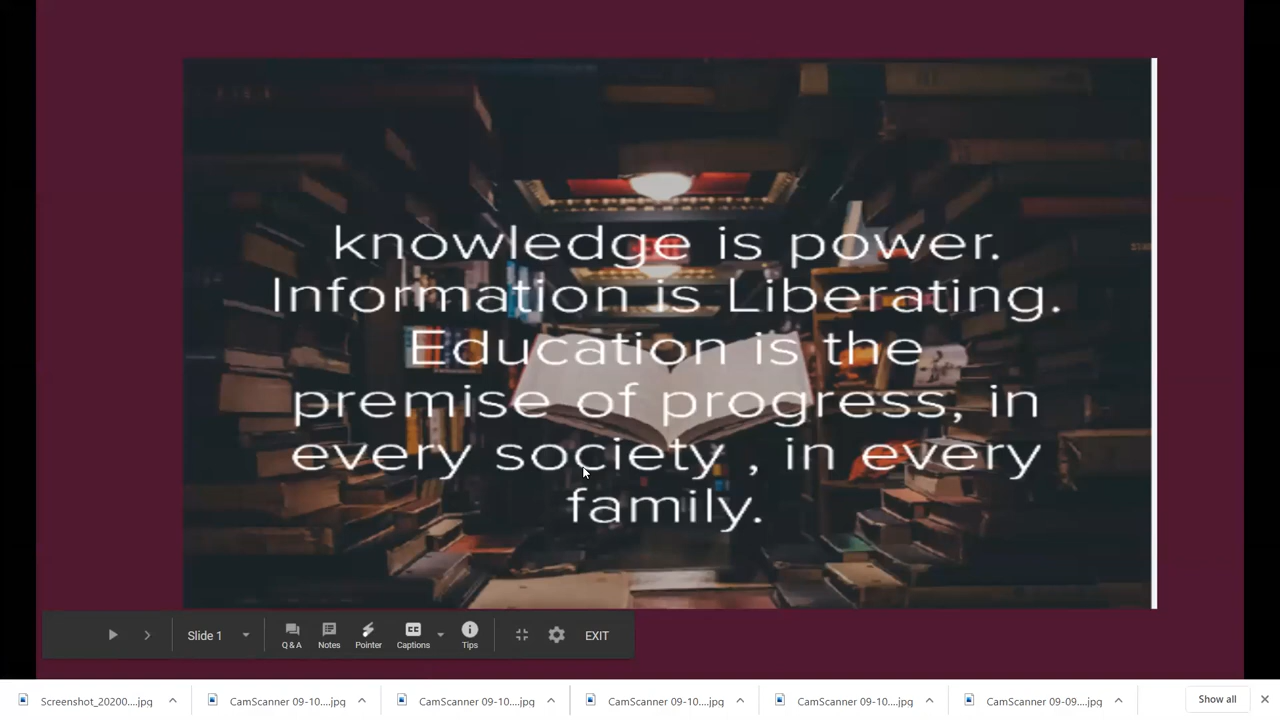 knowledge is power.
Information is Liberating.
Education is the
premise of progress, in
every society , in every
family.
Slide 1
Q&A
Notes
Pointer
CC
Captions
Tips
EXIT
Screenshot_20200....jpg
CamScanner 09-10....jpg
CamScanner 09-10....jpg
CamScanner 09-10....jpg
CamScanner 09-10....jpg
CamScanner 09-09....jpg
Show all